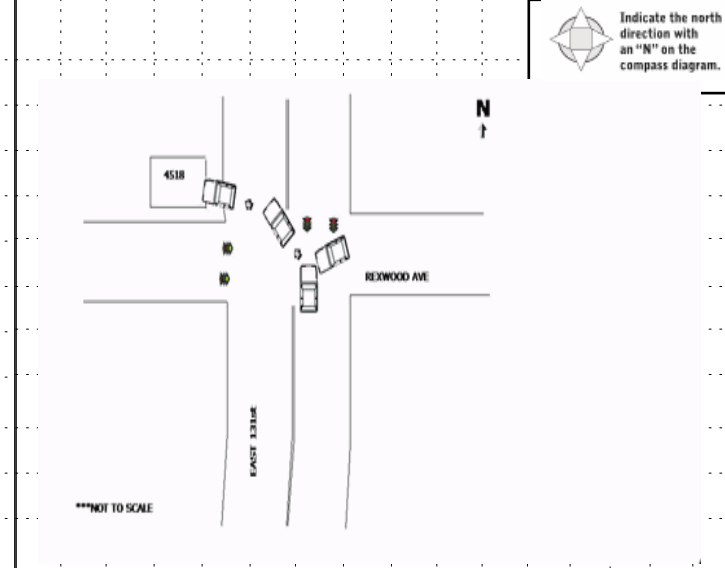 Indicate the north
direction with
an “N” on the
compass diagram.
N
4518
REXWOOD AVE
EAST 131st
***NOT TO SCALE